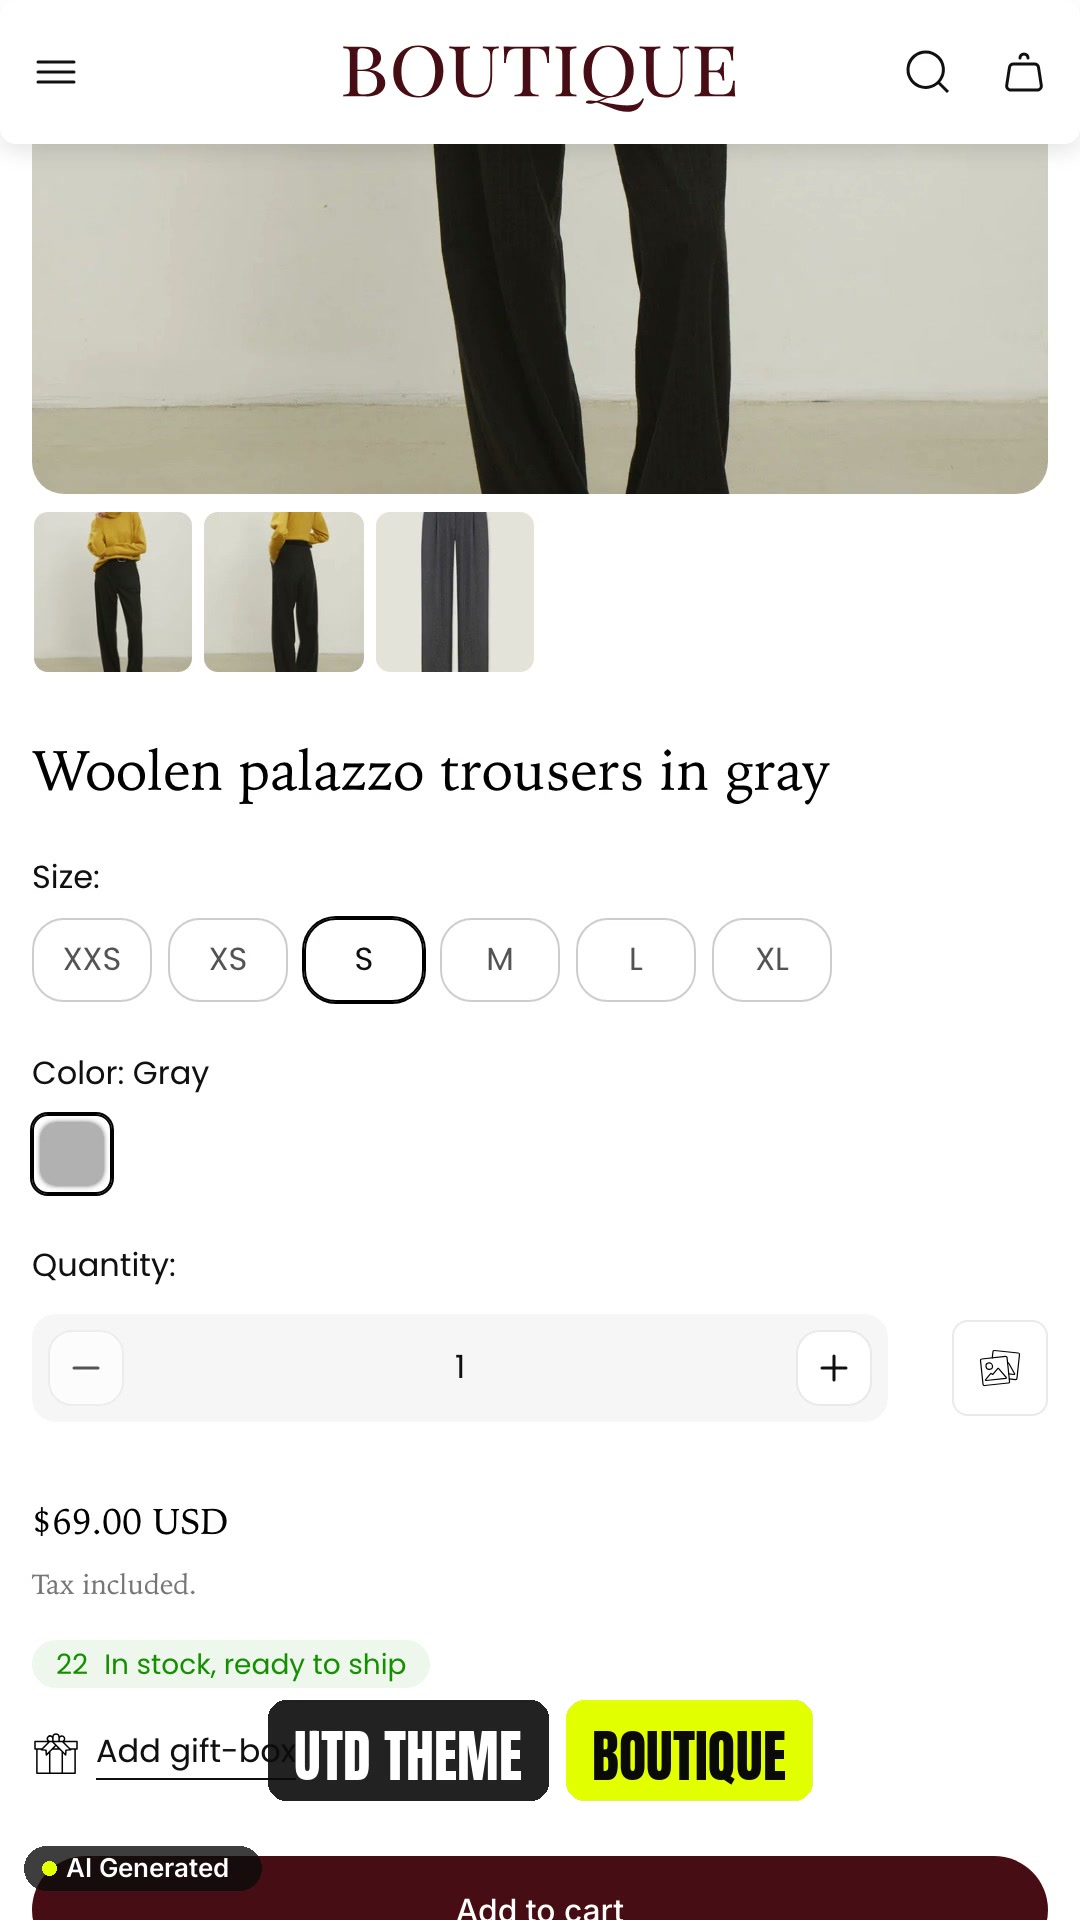 BOUTIQUE
Woolen palazzo trousers in gray
Size:
XXS XS S M L XL
Color: Gray
Quantity:
1
$69.00 USD
Tax included.
22 In stock, ready to ship
Add gift-box
UTD THEME BOUTIQUE
AI Generated
Add to cart